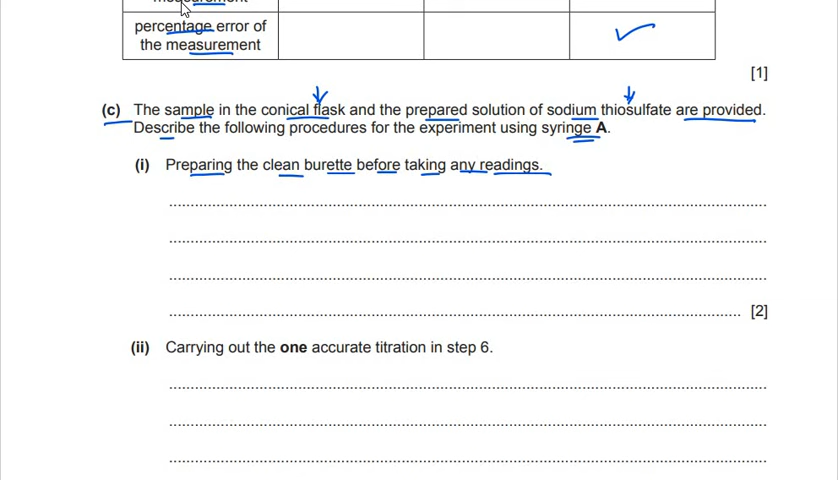 measurement
percentage error of
the measurement
[1]
(c) The sample in the conical flask and the prepared solution of sodium thiosulfate are provided.
Describe the following procedures for the experiment using syringe A.
(i) Preparing the clean burette before taking any readings.
[2]
(ii) Carrying out the one accurate titration in step 6.